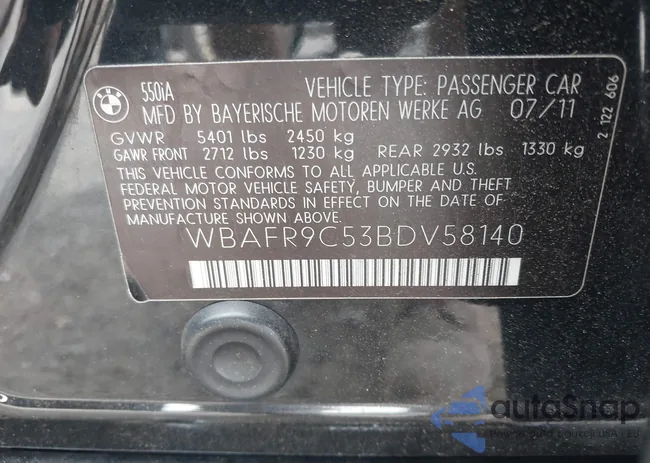 550iA VEHICLE TYPE: PASSENGER CAR
MFD BY BAYERISCHE MOTOREN WERKE AG 07/11
GVWR 5401 lbs 2450 kg
GAWR FRONT 2712 lbs 1230 kg REAR 2932 lbs 1330 kg
THIS VEHICLE CONFORMS TO ALL APPLICABLE U.S.
FEDERAL MOTOR VEHICLE SAFETY, BUMPER AND THEFT
PREVENTION STANDARDS IN EFFECT ON THE DATE OF
MANUFACTURE SHOWN ABOVE.
WBAFR9C53BDV58140
2 122 606
autoSnap